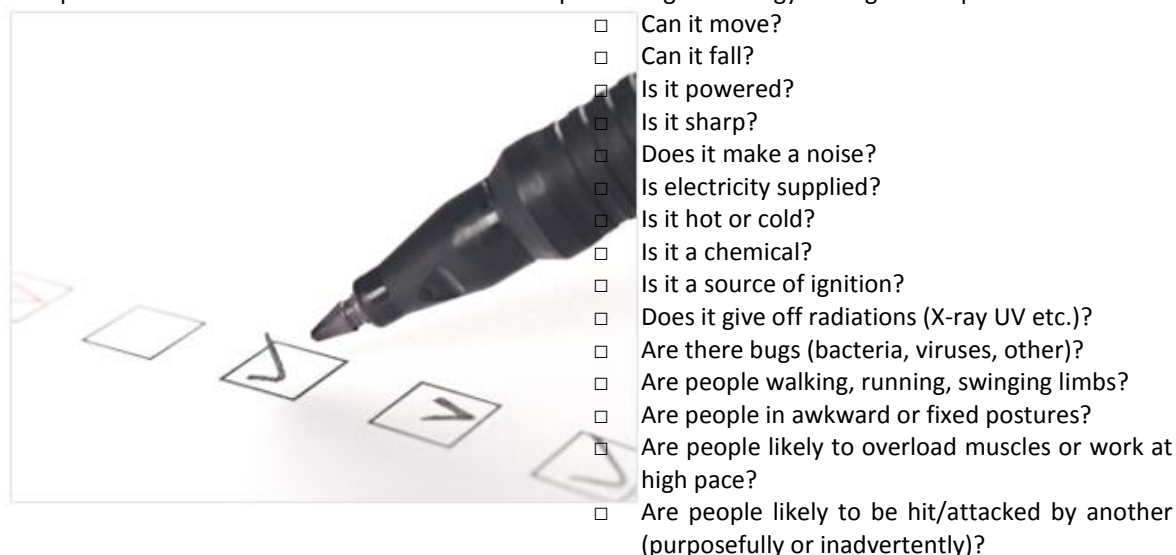 □ Can it move?
□ Can it fall?
□ Is it powered?
□ Is it sharp?
□ Does it make a noise?
□ Is electricity supplied?
□ Is it hot or cold?
□ Is it a chemical?
□ Is it a source of ignition?
□ Does it give off radiations (X-ray UV etc.)?
□ Are there bugs (bacteria, viruses, other)?
□ Are people walking, running, swinging limbs?
□ Are people in awkward or fixed postures?
□ Are people likely to overload muscles or work at
high pace?
□ Are people likely to be hit/attacked by another
(purposefully or inadvertently)?